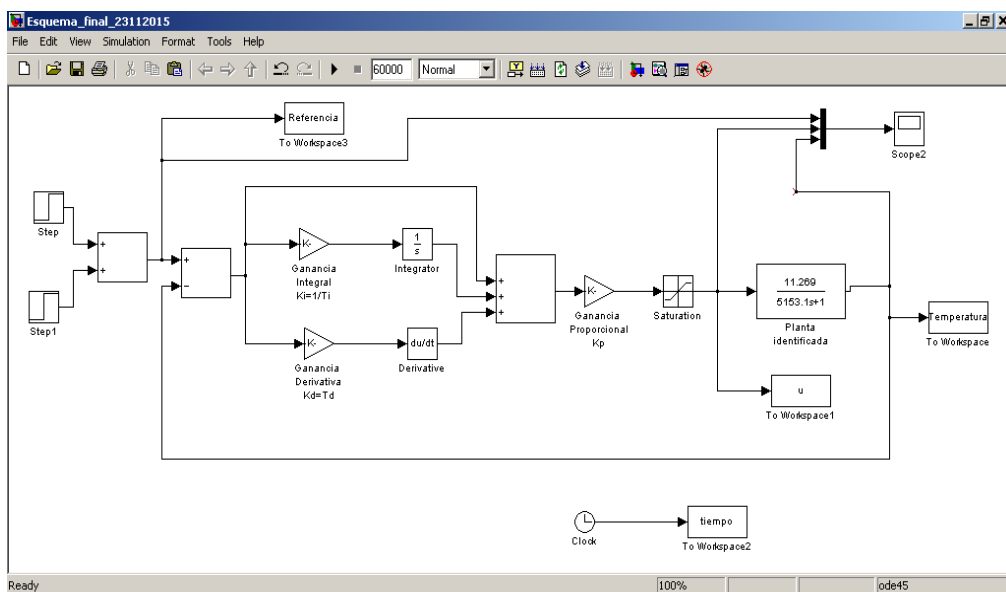 Esquema_final_23112015
File Edit View Simulation Format Tools Help
60000 Normal
Referencia
To Workspace3
Scope2
Step
+
+
Step1
+
−
K-
Ganancia
Integral
Ki=1/Ti
1
s
Integrator
K-
Ganancia
Derivativa
Kd=Td
du/dt
Derivative
+
+
+
K-
Ganancia
Proporcional
Kp
Saturation
11.269
5153.1s+1
Planta
identificada
Temperatura
To Workspace
u
To Workspace1
Clock
tiempo
To Workspace2
Ready 100% ode45